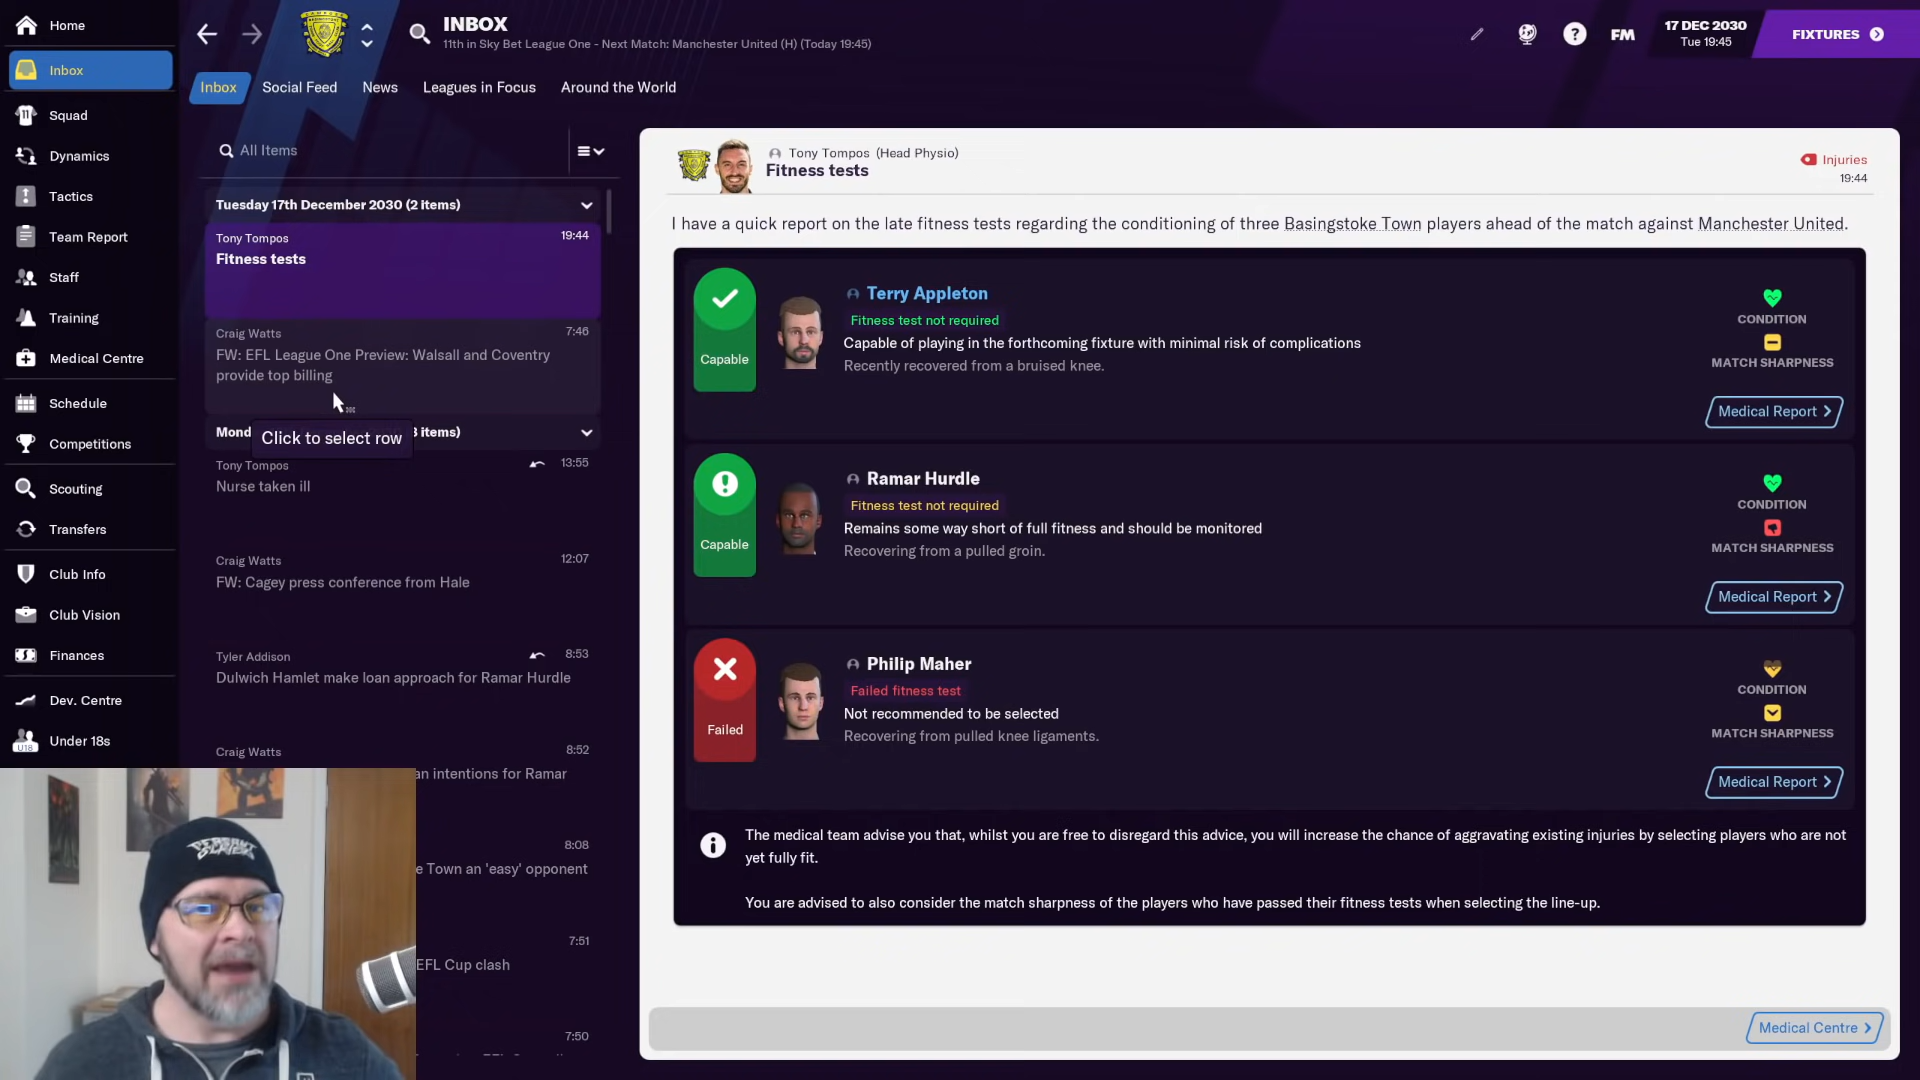 Home
Inbox
Squad
Dynamics
Tactics
Team Report
Staff
Training
Medical Centre
Schedule
Competitions
Scouting
Transfers
Club Info
Club Vision
Finances
Dev. Centre
U18
Under 18s
INBOX
11th in Sky Bet League One - Next Match: Manchester United (H) (Today 19:45)
FM
17 DEC 2030
Tue 19:45
FIXTURES
Inbox
Social Feed
News
Leagues in Focus
Around the World
All Items
Tuesday 17th December 2030 (2 items)
Tony Tompos
19:44
Fitness tests
Craig Watts
7:46
FW: EFL League One Preview: Walsall and Coventry
provide top billing
Mond
items)
Click to select row
Tony Tompos
13:55
Nurse taken ill
Craig Watts
12:07
FW: Cagey press conference from Hale
Tyler Addison
8:53
Dulwich Hamlet make loan approach for Ramar Hurdle
Craig Watts
8:52
an intentions for Ramar
8:08
e Town an 'easy' opponent
7:51
EFL Cup clash
7:50
Tony Tompos (Head Physio)
Fitness tests
Injuries
19:44
I have a quick report on the late fitness tests regarding the conditioning of three Basingstoke Town players ahead of the match against Manchester United.
Capable
Terry Appleton
Fitness test not required
Capable of playing in the forthcoming fixture with minimal risk of complications
Recently recovered from a bruised knee.
CONDITION
MATCH SHARPNESS
Medical Report
Capable
Ramar Hurdle
Fitness test not required
Remains some way short of full fitness and should be monitored
Recovering from a pulled groin.
CONDITION
MATCH SHARPNESS
Medical Report
Failed
Philip Maher
Failed fitness test
Not recommended to be selected
Recovering from pulled knee ligaments.
CONDITION
MATCH SHARPNESS
Medical Report
The medical team advise you that, whilst you are free to disregard this advice, you will increase the chance of aggravating existing injuries by selecting players who are not
yet fully fit.
You are advised to also consider the match sharpness of the players who have passed their fitness tests when selecting the line-up.
Medical Centre